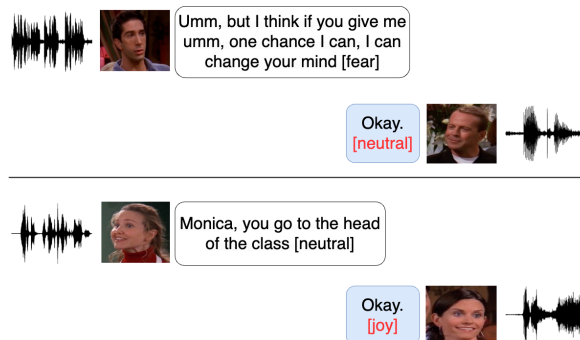 Umm, but I think if you give me
umm, one chance I can, I can
change your mind [fear]
Okay.
[neutral]
Monica, you go to the head
of the class [neutral]
Okay.
[joy]